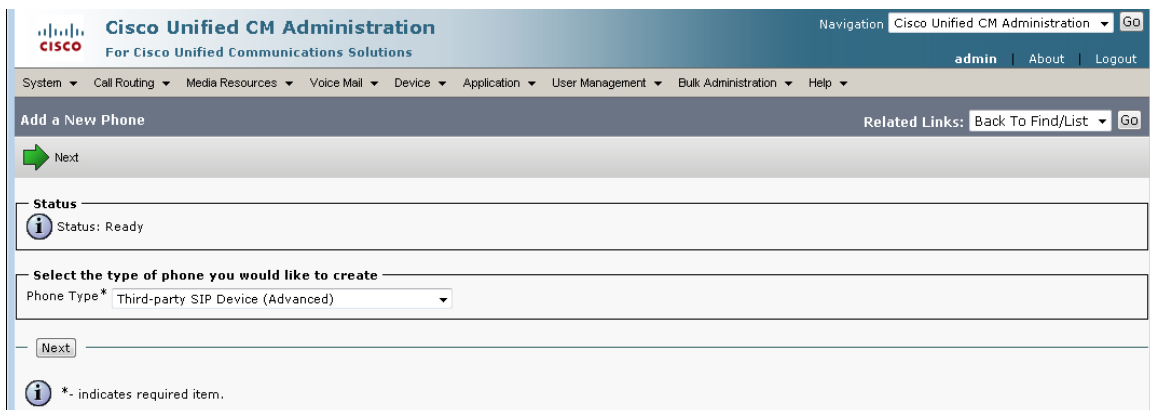 Cisco Unified CM Administration
Navigation Cisco Unified CM Administration Go
CISCO
For Cisco Unified Communications Solutions
admin | About | Logout
System Call Routing Media Resources Voice Mail Device Application User Management Bulk Administration Help
Add a New Phone
Related Links: Back To Find/List Go
Next
Status
i Status: Ready
Select the type of phone you would like to create
Phone Type* Third-party SIP Device (Advanced)
Next
i *- indicates required item.